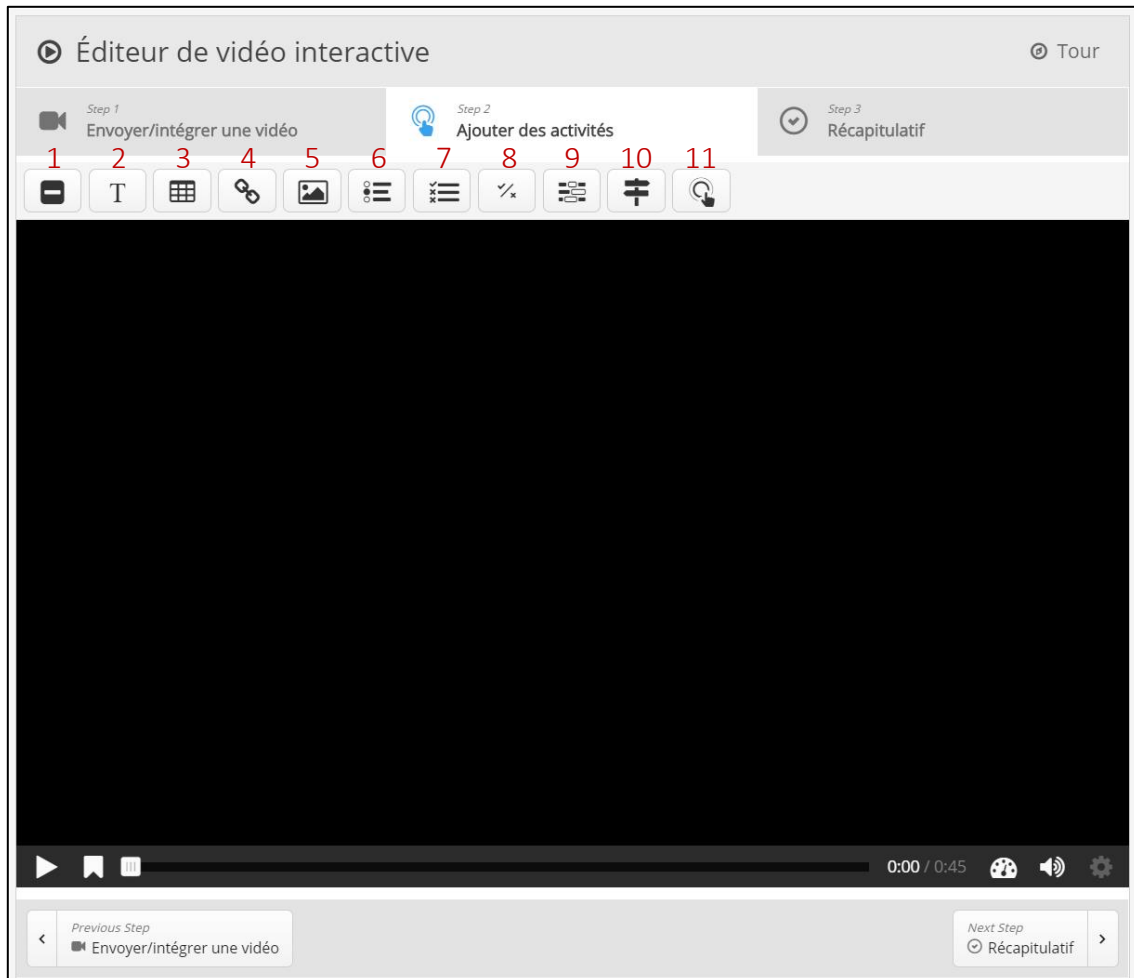 Éditeur de vidéo interactive
Tour
Step 1
Envoyer/intégrer une vidéo
Step 2
Ajouter des activités
Step 3
Récapitulatif
1 2 3 4 5 6 7 8 9 10 11
T
0:00 / 0:45
Previous Step
Envoyer/intégrer une vidéo
Next Step
Récapitulatif